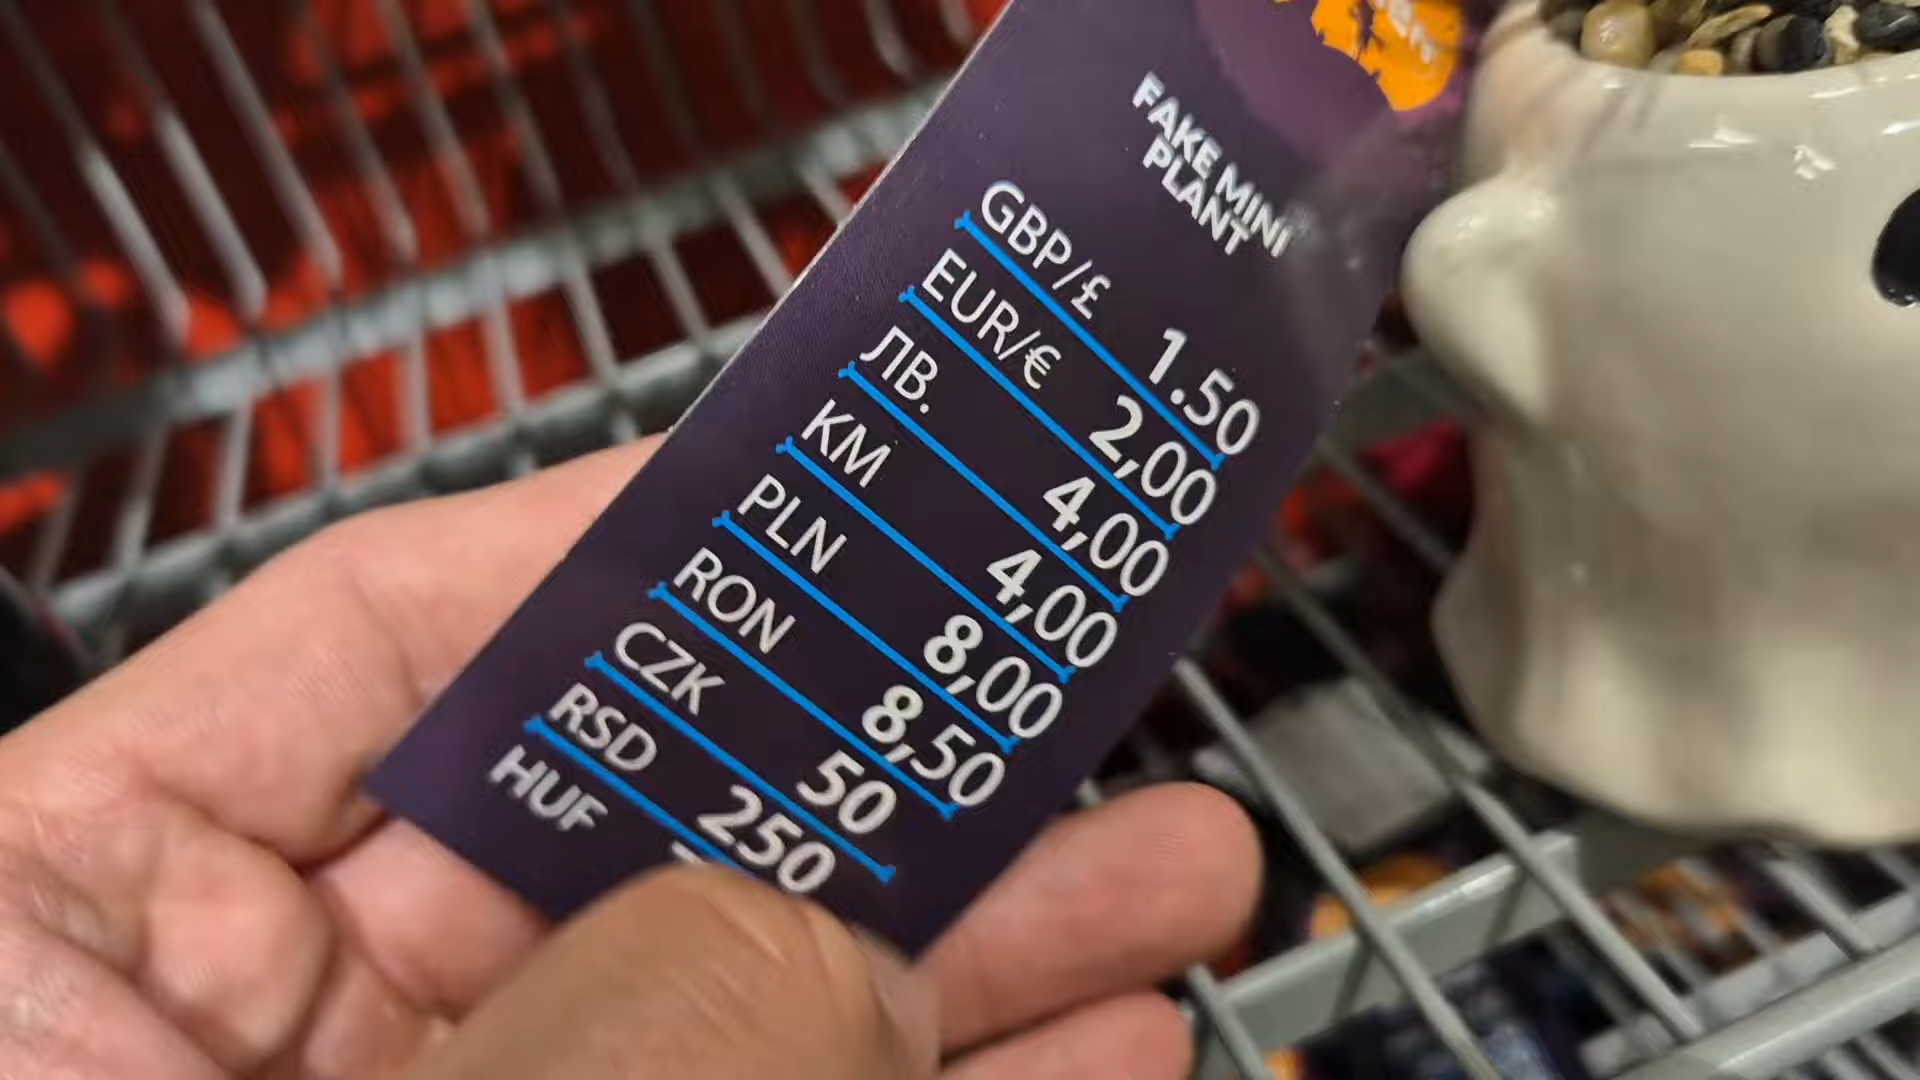 FAKE MINI
PLANT
GBP/£ 1.50
EUR/€ 2,00
ЛВ. 4,00
KM 4,00
PLN 8,00
RON 8,50
CZK 50
RSD 250
HUF